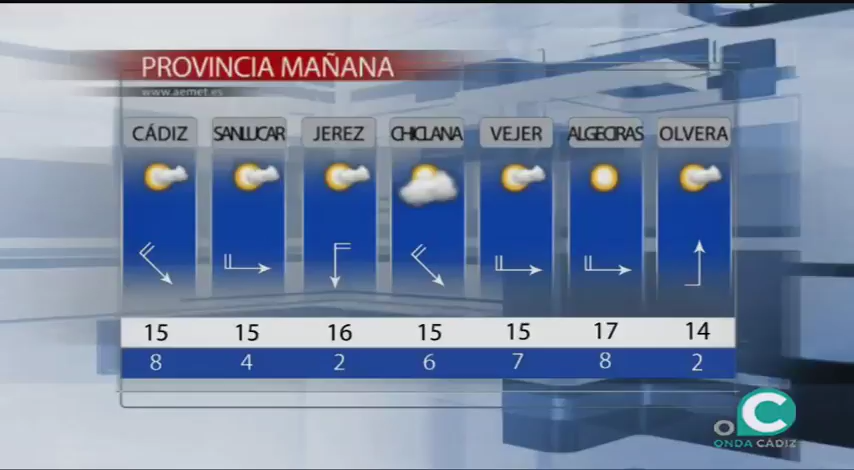 PROVINCIA MAÑANA
www.aemet.es
CÁDIZ SANLUCAR JEREZ CHICLANA VEJER ALGECIRAS OLVERA
15 15 16 15 15 17 14
8 4 2 6 7 8 2
ONDA CÁDIZ